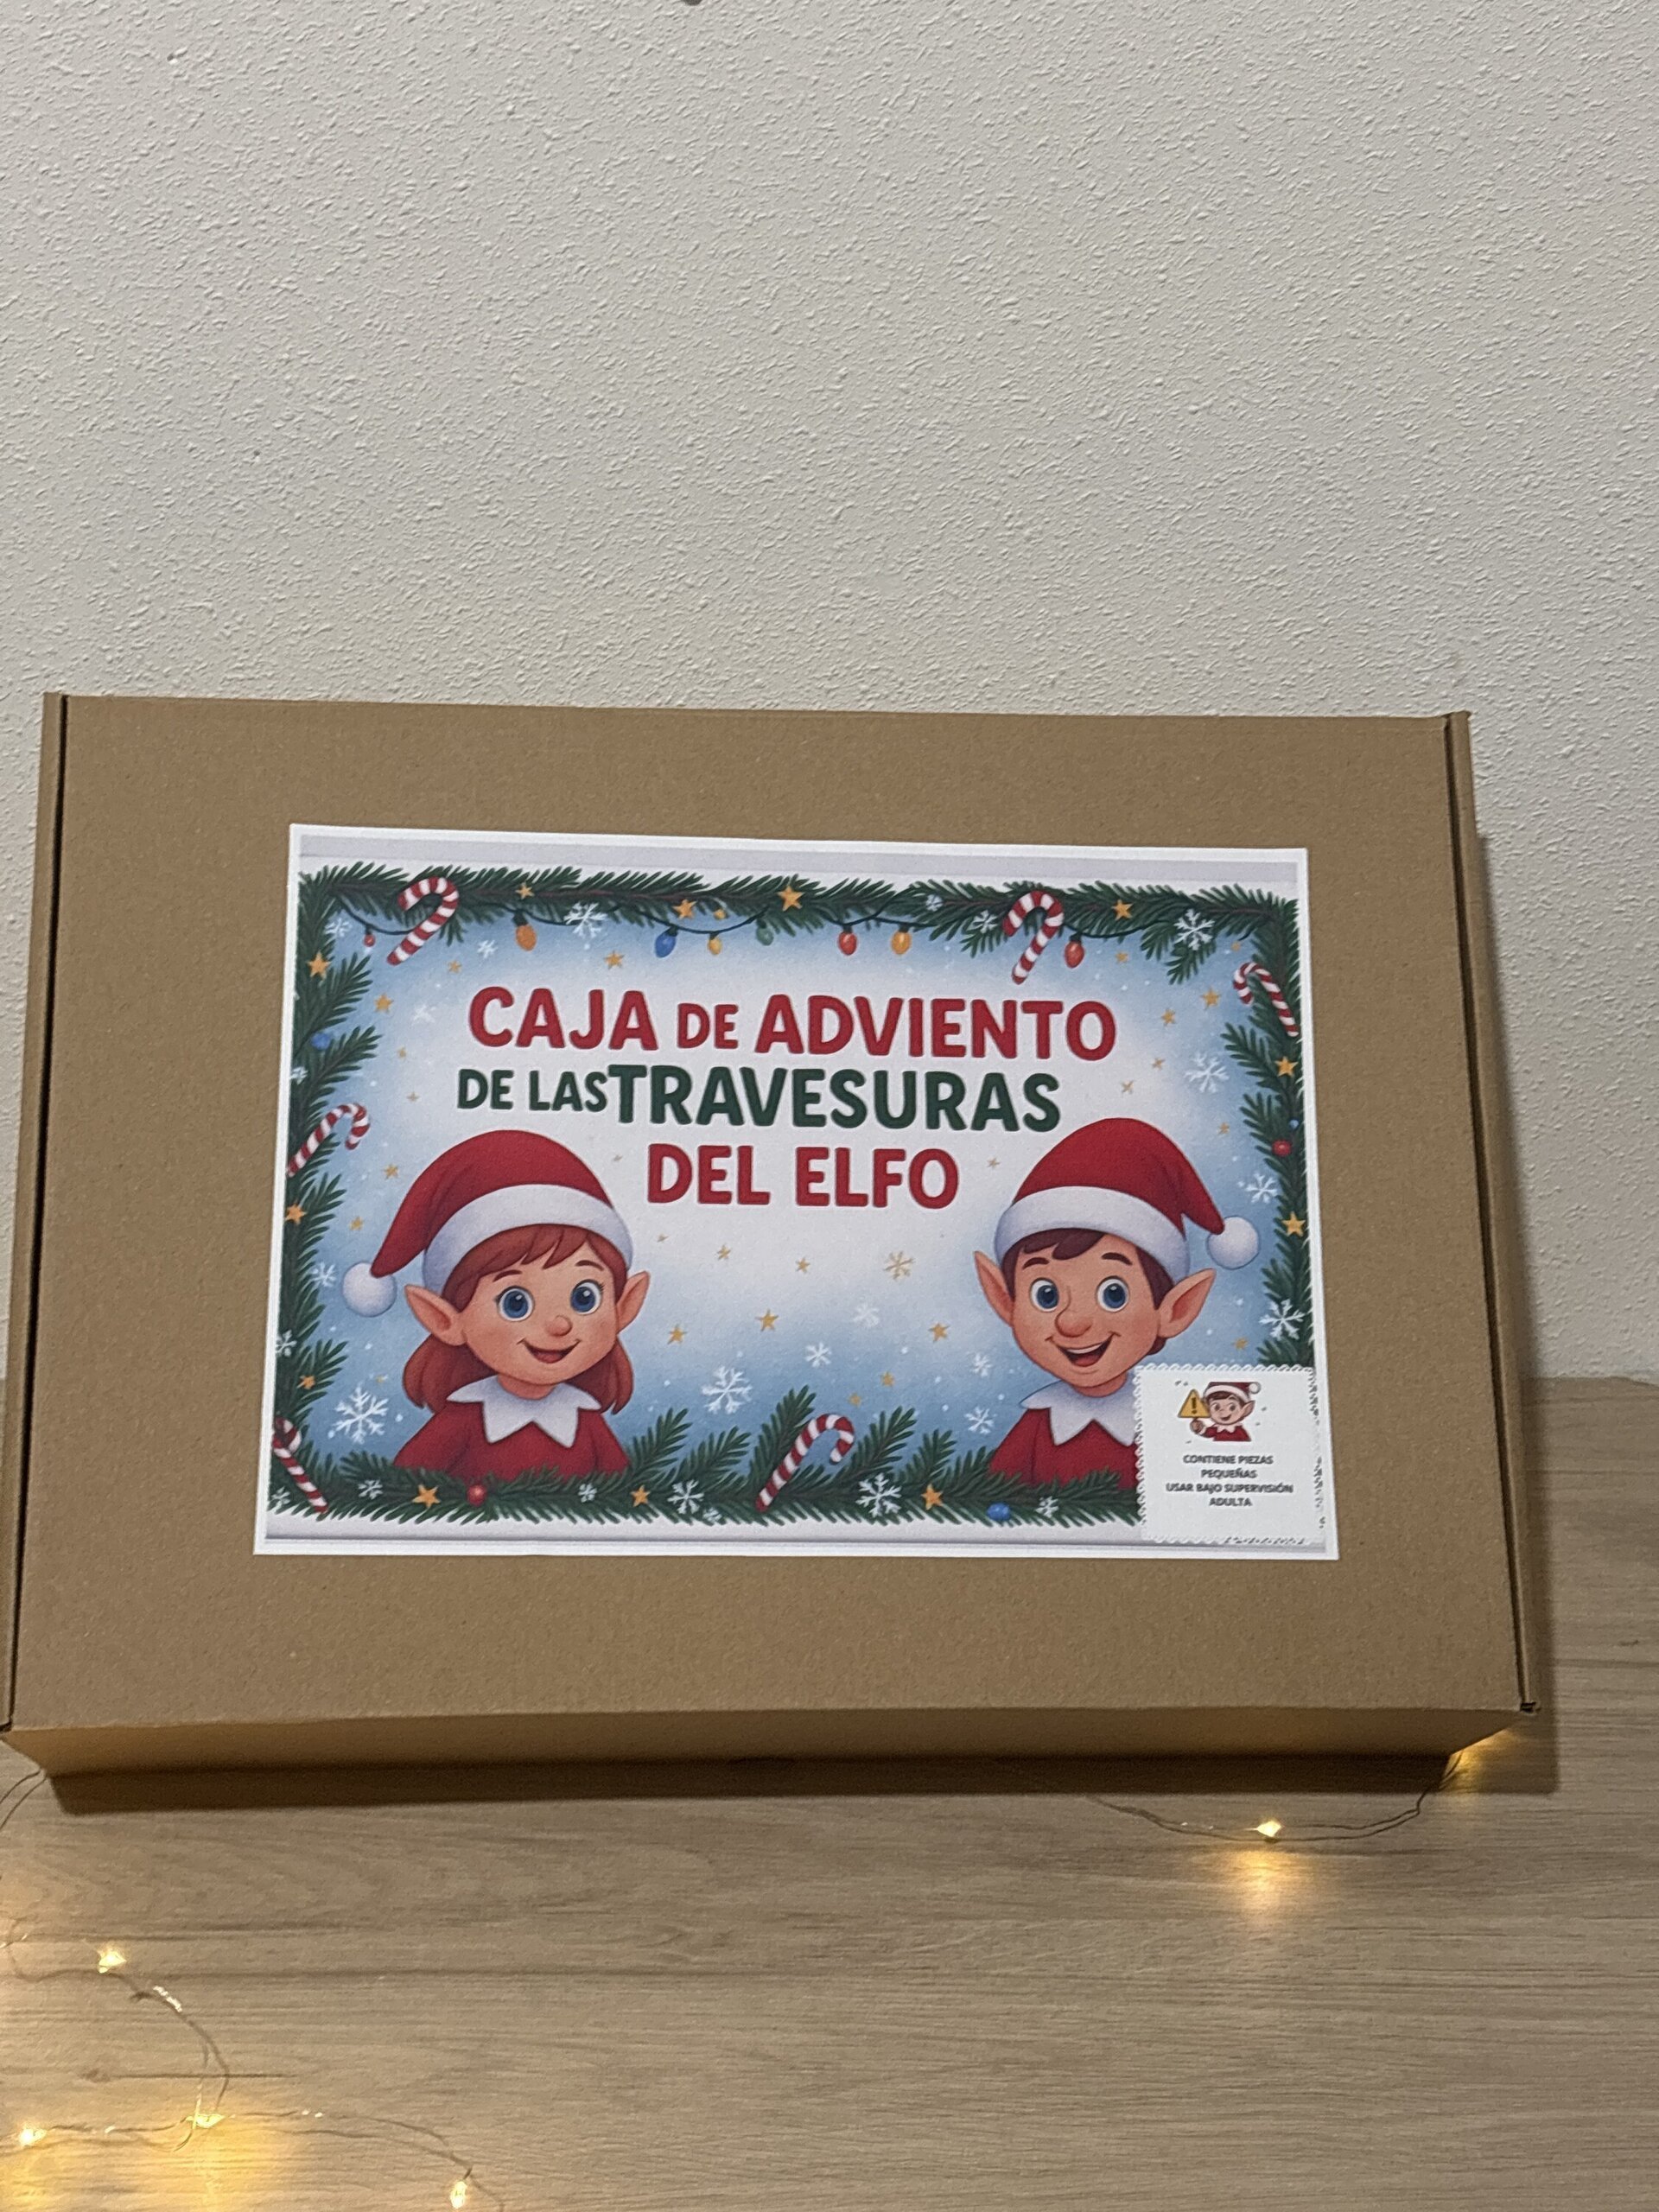 CAJA DE ADVIENTO
DE LAS TRAVESURAS
DEL ELFO
CONTIENE PIEZAS
PEQUEÑAS
USAR BAJO SUPERVISIÓN
ADULTA